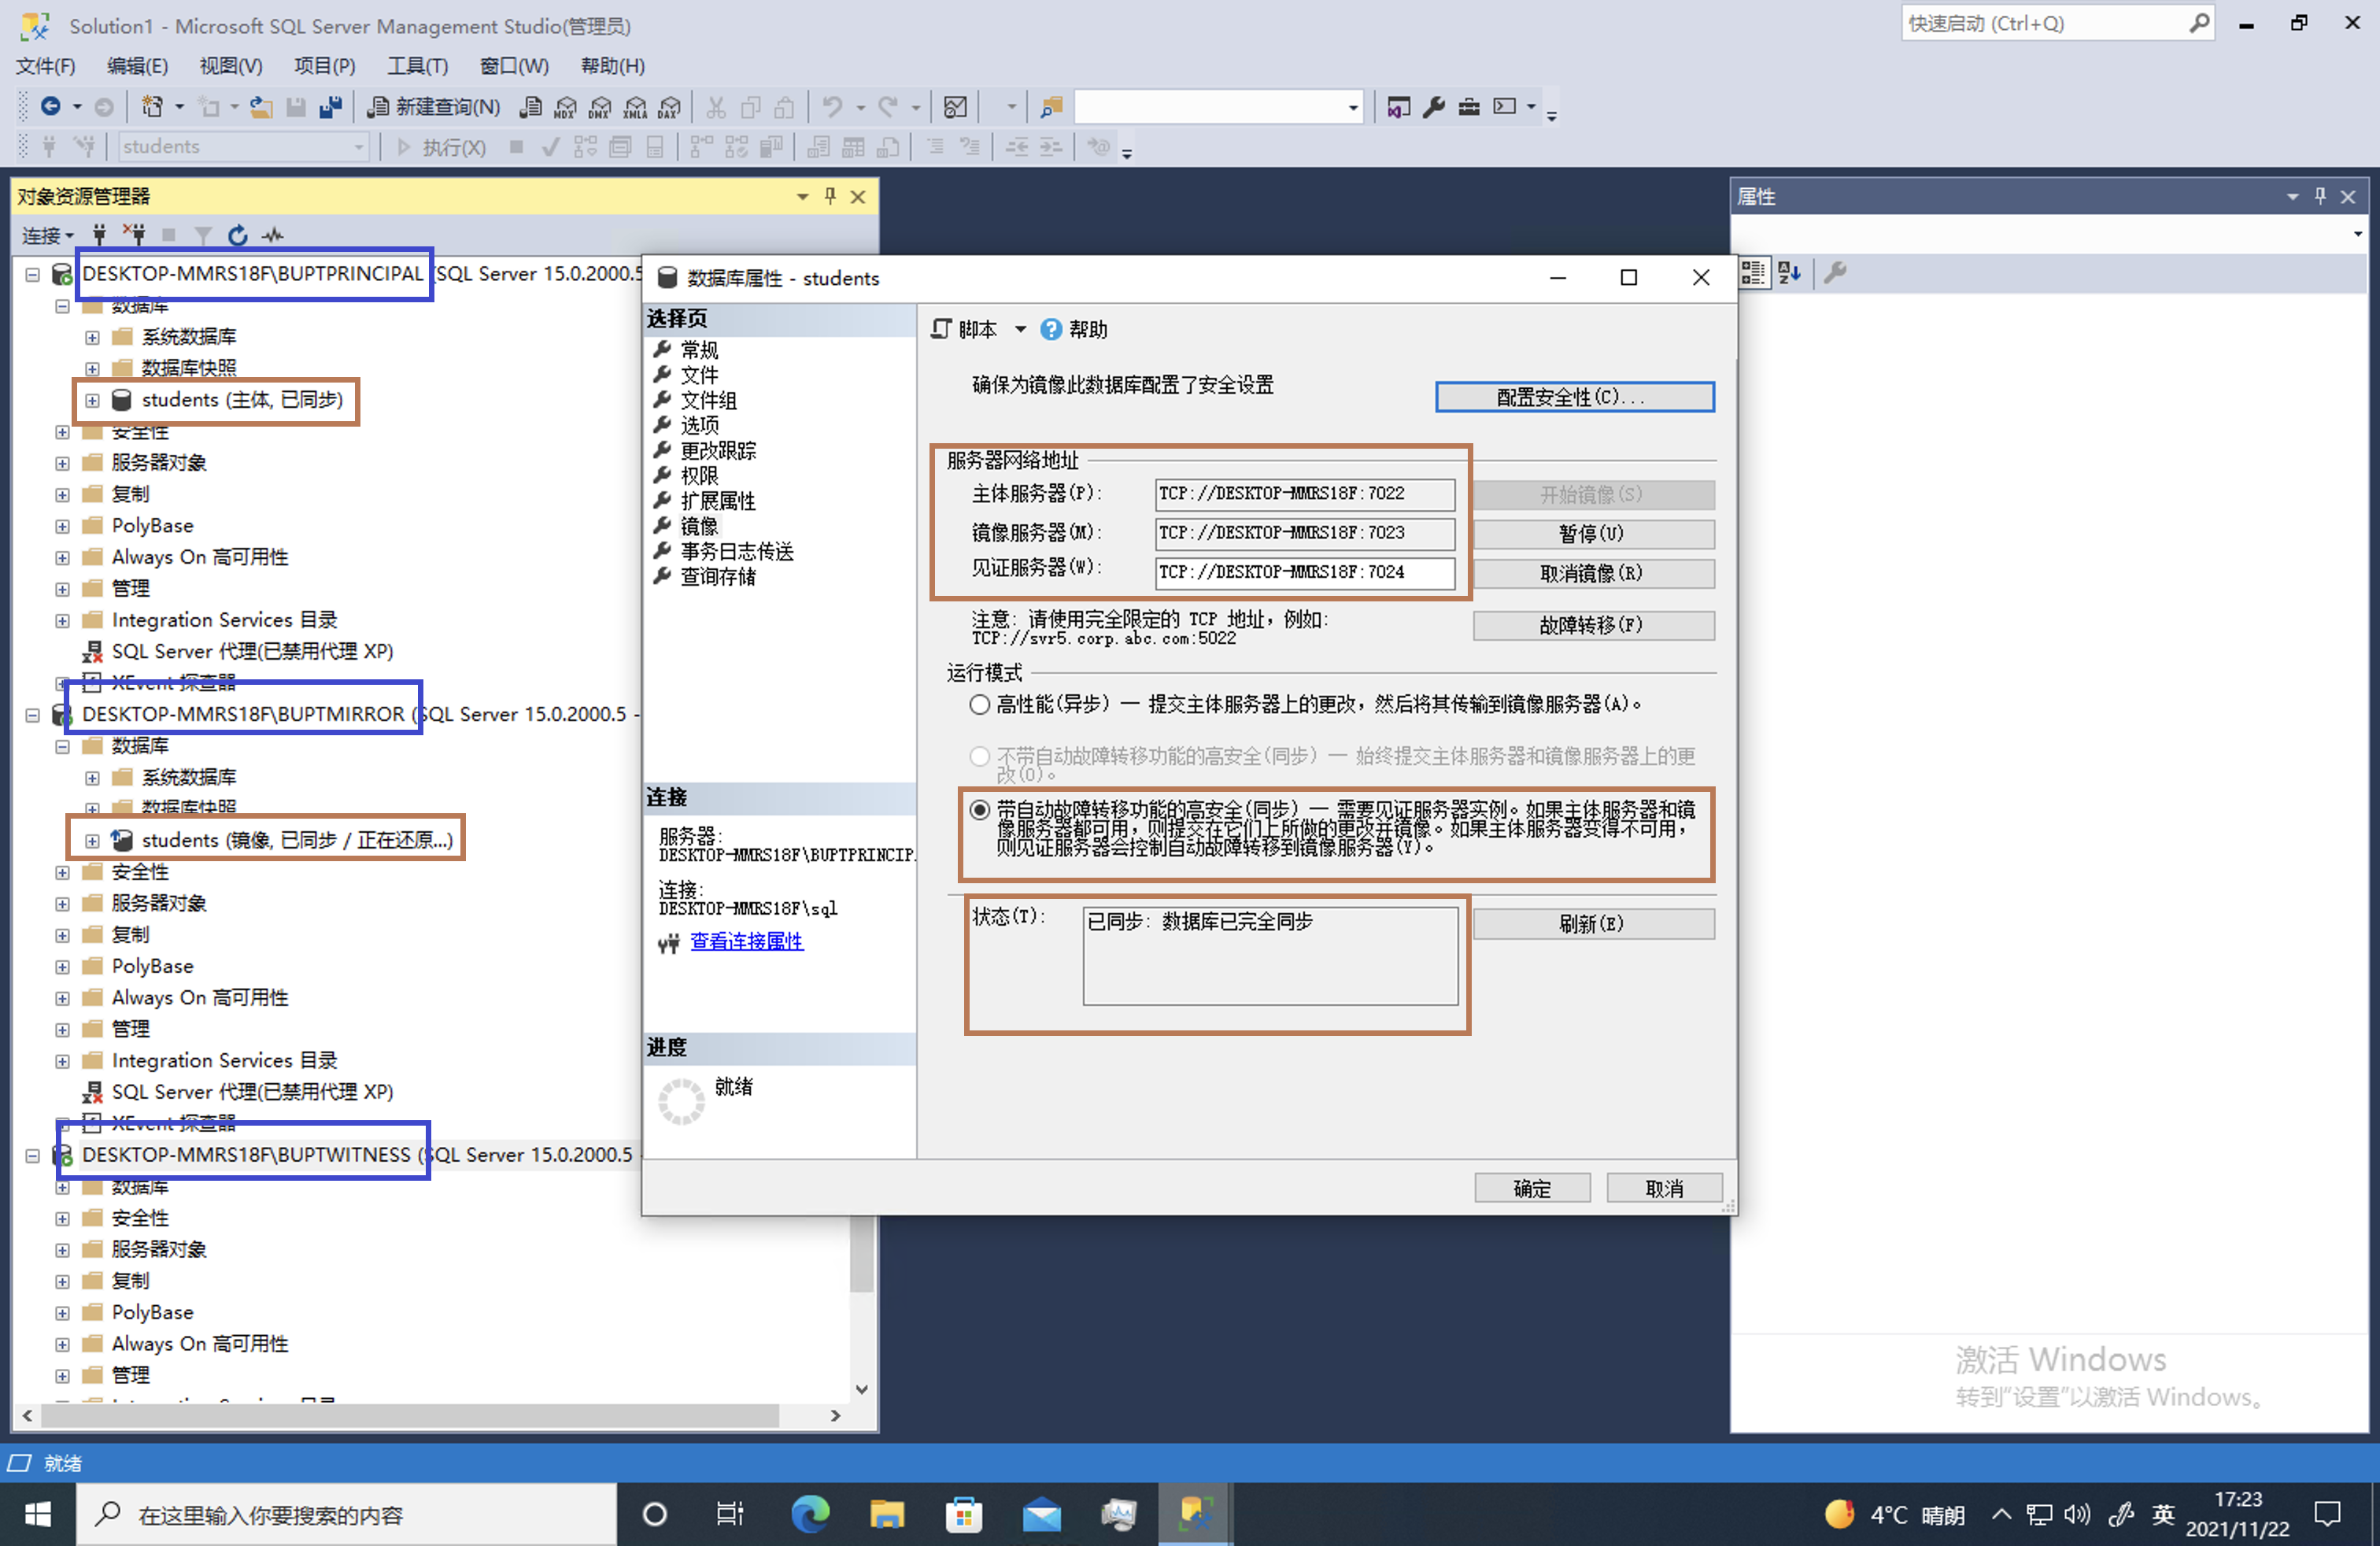 Solution1 - Microsoft SQL Server Management Studio(管理员)
快速启动 (Ctrl+Q)
文件(F) 编辑(E) 视图(V) 项目(P) 工具(T) 窗口(W) 帮助(H)
新建查询(N) MDX DMX XMLA DAX
students 执行(X)
对象资源管理器
连接
DESKTOP-MMRS18F\BUPTPRINCIPAL (SQL Server 15.0.2000.5
数据库
系统数据库
数据库快照
students (主体, 已同步)
安全性
服务器对象
复制
PolyBase
Always On 高可用性
管理
Integration Services 目录
SQL Server 代理(已禁用代理 XP)
XEvent 探查器
DESKTOP-MMRS18F\BUPTMIRROR (SQL Server 15.0.2000.5 -
数据库
系统数据库
数据库快照
students (镜像, 已同步 / 正在还原...)
安全性
服务器对象
复制
PolyBase
Always On 高可用性
管理
Integration Services 目录
SQL Server 代理(已禁用代理 XP)
XEvent 探查器
DESKTOP-MMRS18F\BUPTWITNESS (SQL Server 15.0.2000.5 -
数据库
安全性
服务器对象
复制
PolyBase
Always On 高可用性
管理
数据库属性 - students
选择页
常规
文件
文件组
选项
更改跟踪
权限
扩展属性
镜像
事务日志传送
查询存储
连接
服务器:
DESKTOP-MMRS18F\BUPTPRINCIP
连接:
DESKTOP-MMRS18F\sql
查看连接属性
进度
就绪
脚本 帮助
确保为镜像此数据库配置了安全设置
配置安全性(C)...
服务器网络地址
主体服务器(P): TCP://DESKTOP-MMRS18F:7022 开始镜像(S)
镜像服务器(M): TCP://DESKTOP-MMRS18F:7023 暂停(U)
见证服务器(W): TCP://DESKTOP-MMRS18F:7024 取消镜像(R)
注意: 请使用完全限定的 TCP 地址，例如:
TCP://svr5.corp.abc.com:5022
故障转移(F)
运行模式
高性能(异步) — 提交主体服务器上的更改，然后将其传输到镜像服务器(A)。
不带自动故障转移功能的高安全(同步) — 始终提交主体服务器和镜像服务器上的更
改(O)。
带自动故障转移功能的高安全(同步) — 需要见证服务器实例。如果主体服务器和镜
像服务器都可用，则提交在它们上所做的更改并镜像。如果主体服务器变得不可用，
则见证服务器会控制自动故障转移到镜像服务器(Y)。
状态(T): 已同步: 数据库已完全同步
刷新(E)
确定 取消
属性
激活 Windows
转到"设置"以激活 Windows。
就绪
在这里输入你要搜索的内容
4°C 晴朗
英
17:23
2021/11/22